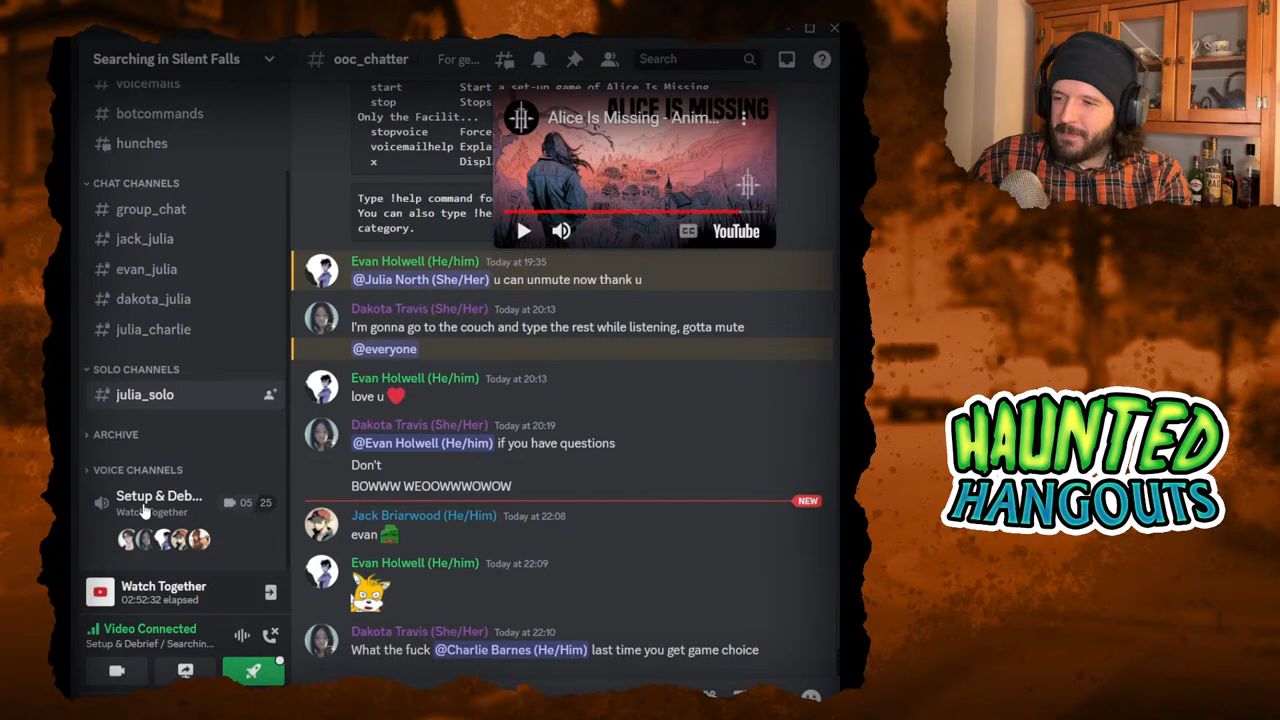 Searching in Silent Falls
voicemails
botcommands
hunches
CHAT CHANNELS
group_chat
jack_julia
evan_julia
dakota_julia
julia_charlie
SOLO CHANNELS
julia_solo
ARCHIVE
VOICE CHANNELS
Setup & Deb... 05 25
Watch Together
Watch Together
02:52:32 elapsed
Video Connected
Setup & Debrief / Searchin...
# ooc_chatter For ge... Search
start Start a set-up game of Alice Is Missing
stop Stops
Only the Facilit...
stopvoice Force
voicemailhelp Expla
x Displ
Type !help command fo
You can also type !he
category.
ALICE IS MISSING
Alice Is Missing - Anim...
CC YouTube
Evan Holwell (He/him) Today at 19:35
@Julia North (She/Her) u can unmute now thank u
Dakota Travis (She/Her) Today at 20:13
I'm gonna go to the couch and type the rest while listening, gotta mute
@everyone
Evan Holwell (He/him) Today at 20:13
love u
Dakota Travis (She/Her) Today at 20:19
@Evan Holwell (He/him) if you have questions
Don't
BOWWW WEOOWWWOWOW
NEW
Jack Briarwood (He/Him) Today at 22:08
evan
Evan Holwell (He/him) Today at 22:09
Dakota Travis (She/Her) Today at 22:10
What the fuck @Charlie Barnes (He/Him) last time you get game choice
HAUNTED
HANGOUTS